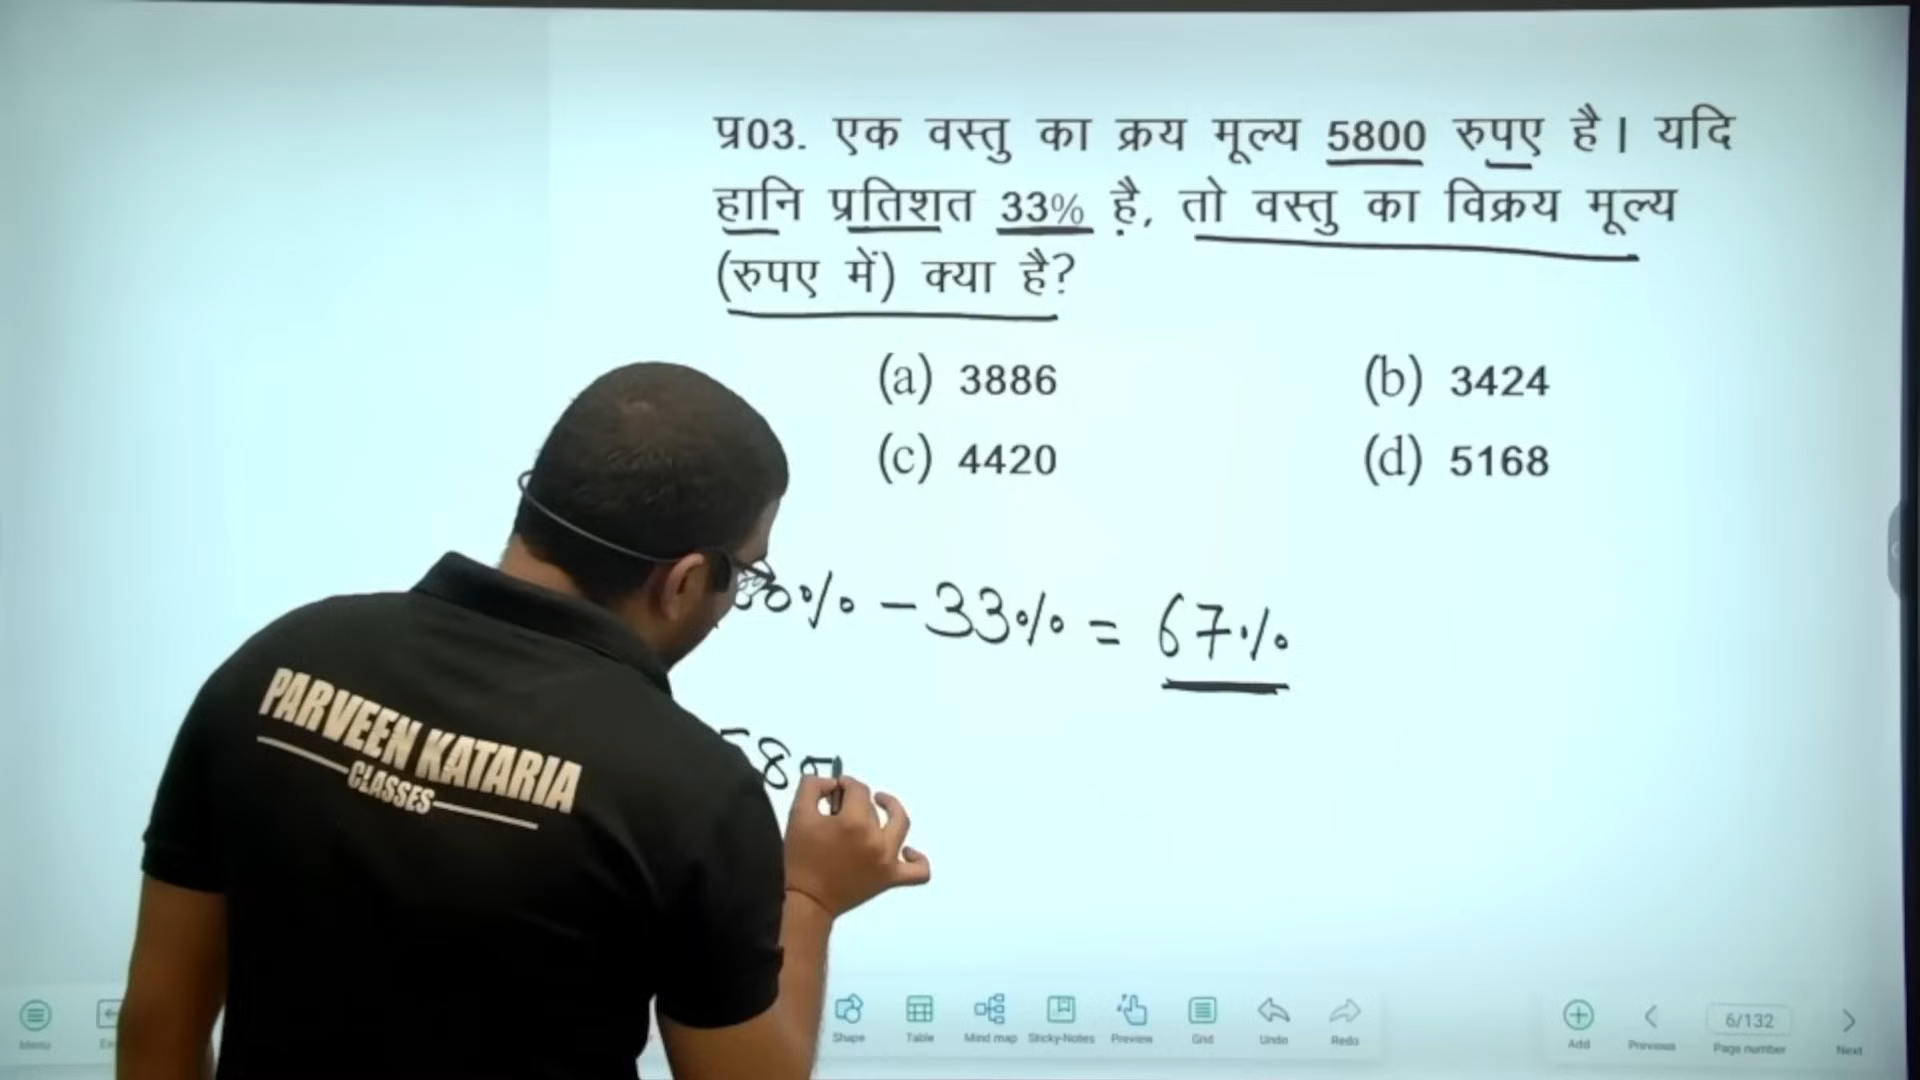 प्र03. एक वस्तु का क्रय मूल्य 5800 रुपए है। यदि
हानि प्रतिशत 33% है, तो वस्तु का विक्रय मूल्य
(रुपए में) क्या है?
(a) 3886 (b) 3424
(c) 4420 (d) 5168
% – 33% = 67%
580
PARVEEN KATARIA
CLASSES
Menu Shape Table Mind map Sticky-Notes Preview Grid Undo Redo Add Previous 6/132 Page number Next